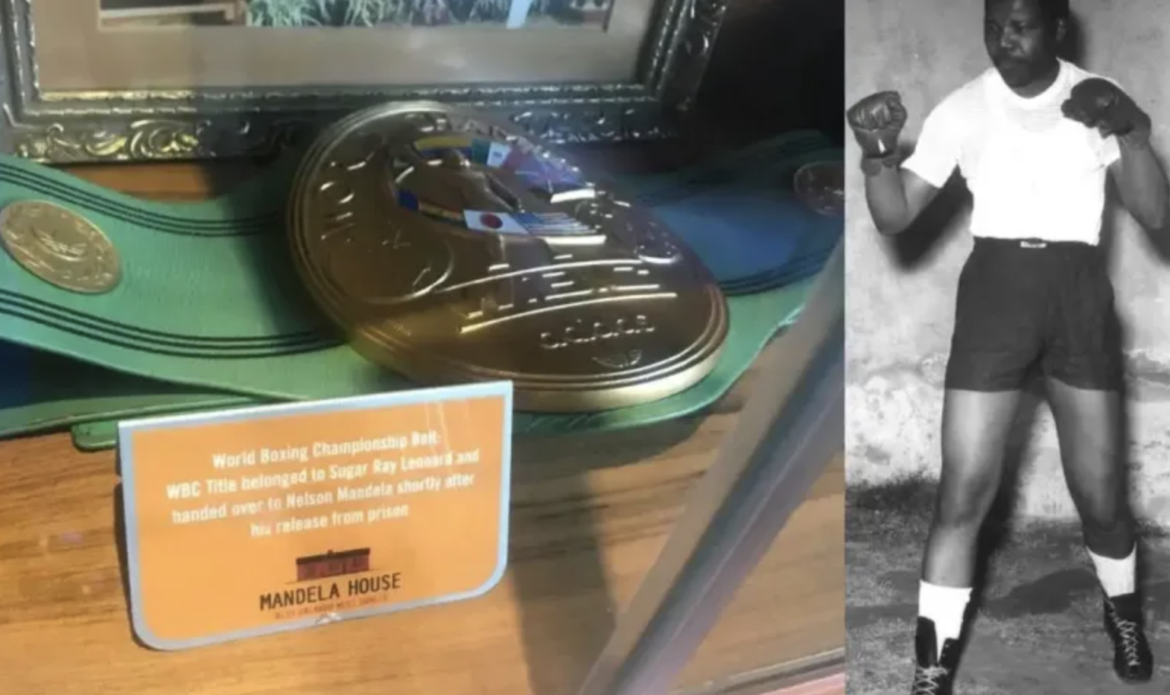 adidas
World Boxing Championship Belt:
WBC Title belonged to Sugar Ray Leonard and
handed over to Nelson Mandela shortly after
his release from prison
MANDELA HOUSE